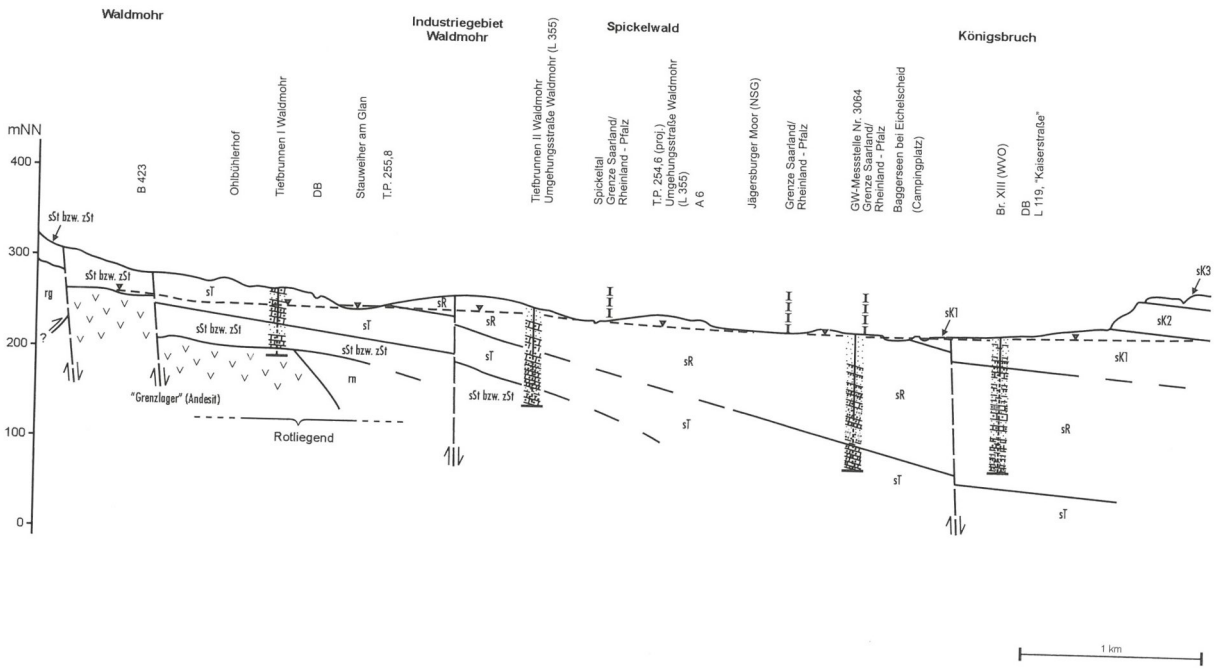 Waldmohr
Industriegebiet
Waldmohr
Spickelwald
Königsbruch
B 423
Ohlbühlerhof
Tiefbrunnen I Waldmohr
DB
Stauweiher am Glan
T.P. 255,8
Tiefbrunnen II Waldmohr
Umgehungsstraße Waldmohr (L 355)
Spickeltal
Grenze Saarland/
Rheinland - Pfalz
T.P. 254,6 (proj.)
Umgehungsstraße Waldmohr
(L 355)
A 6
Jägersburger Moor (NSG)
Grenze Saarland/
Rheinland - Pfalz
GW-Messstelle Nr. 3064
Grenze Saarland/
Rheinland - Pfalz
Baggerseen bei Eichelscheid
(Campingplatz)
Br. XIII (WVO)
DB
L 119, "Kaiserstraße"
mNN
400
300
200
100
0
sSt bzw. zSt
rg
?
sSt bzw. zSt
sT
sT
sSt bzw. zSt
sSt bzw. zSt
rn
"Grenzlager" (Andesit)
Rotliegend
sR
sR
sT
sSt bzw. zSt
sR
sT
sR
sT
sK1
sK3
sK2
sK1
sR
sT
1 km